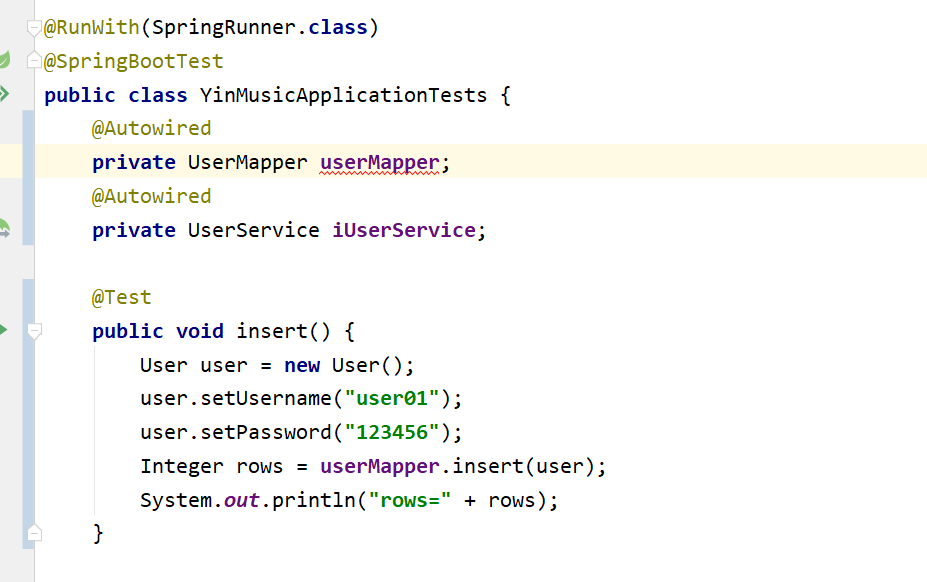 @RunWith(SpringRunner.class)
@SpringBootTest
public class YinMusicApplicationTests {
    @Autowired
    private UserMapper userMapper;
    @Autowired
    private UserService iUserService;

    @Test
    public void insert() {
        User user = new User();
        user.setUsername("user01");
        user.setPassword("123456");
        Integer rows = userMapper.insert(user);
        System.out.println("rows=" + rows);
    }